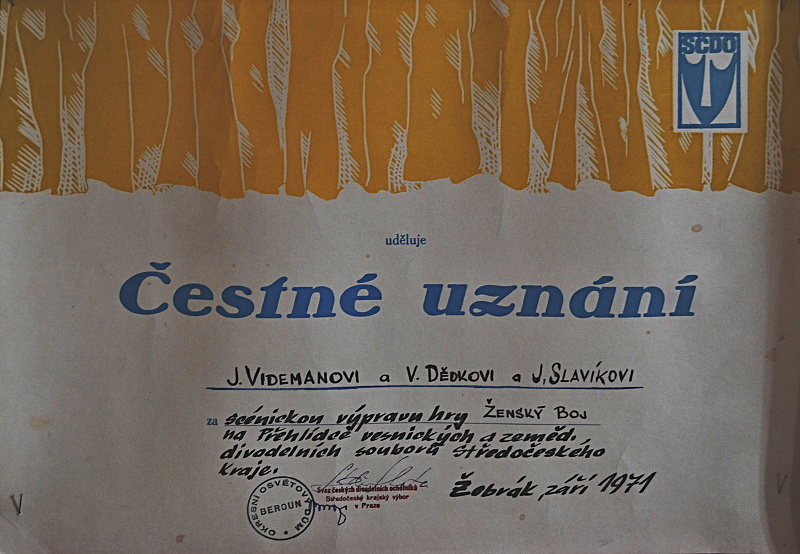 SČDO
uděluje
Čestné uznání
J. VIDEMANOVI a V. DĚDKOVI a J. SLAVÍKOVI
za scénickou výpravu hry ŽENSKÝ BOJ
na Přehlídce vesnických a zeměd.
divadelních souborů Středočeského
kraje.
Svaz českých divadelních ochotníků
Středočeský krajský výbor
v Praze
OKRESNÍ OSVĚTOVÝ DŮM
BEROUN
Žebrák, září 1971